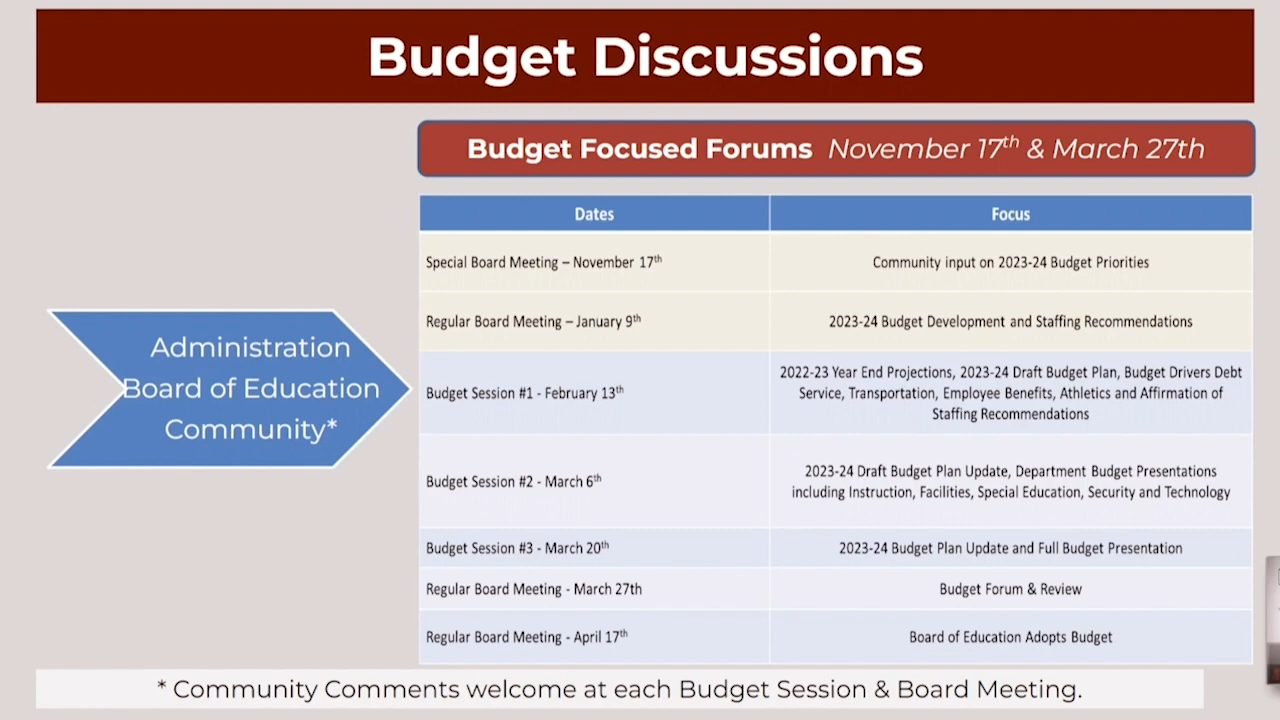 Budget Discussions
Budget Focused Forums November 17th & March 27th
Dates
Focus
Special Board Meeting – November 17th
Community input on 2023-24 Budget Priorities
Regular Board Meeting – January 9th
2023-24 Budget Development and Staffing Recommendations
Budget Session #1 - February 13th
2022-23 Year End Projections, 2023-24 Draft Budget Plan, Budget Drivers Debt
Service, Transportation, Employee Benefits, Athletics and Affirmation of
Staffing Recommendations
Budget Session #2 - March 6th
2023-24 Draft Budget Plan Update, Department Budget Presentations
including Instruction, Facilities, Special Education, Security and Technology
Budget Session #3 - March 20th
2023-24 Budget Plan Update and Full Budget Presentation
Regular Board Meeting - March 27th
Budget Forum & Review
Regular Board Meeting - April 17th
Board of Education Adopts Budget
Administration
Board of Education
Community*
* Community Comments welcome at each Budget Session & Board Meeting.